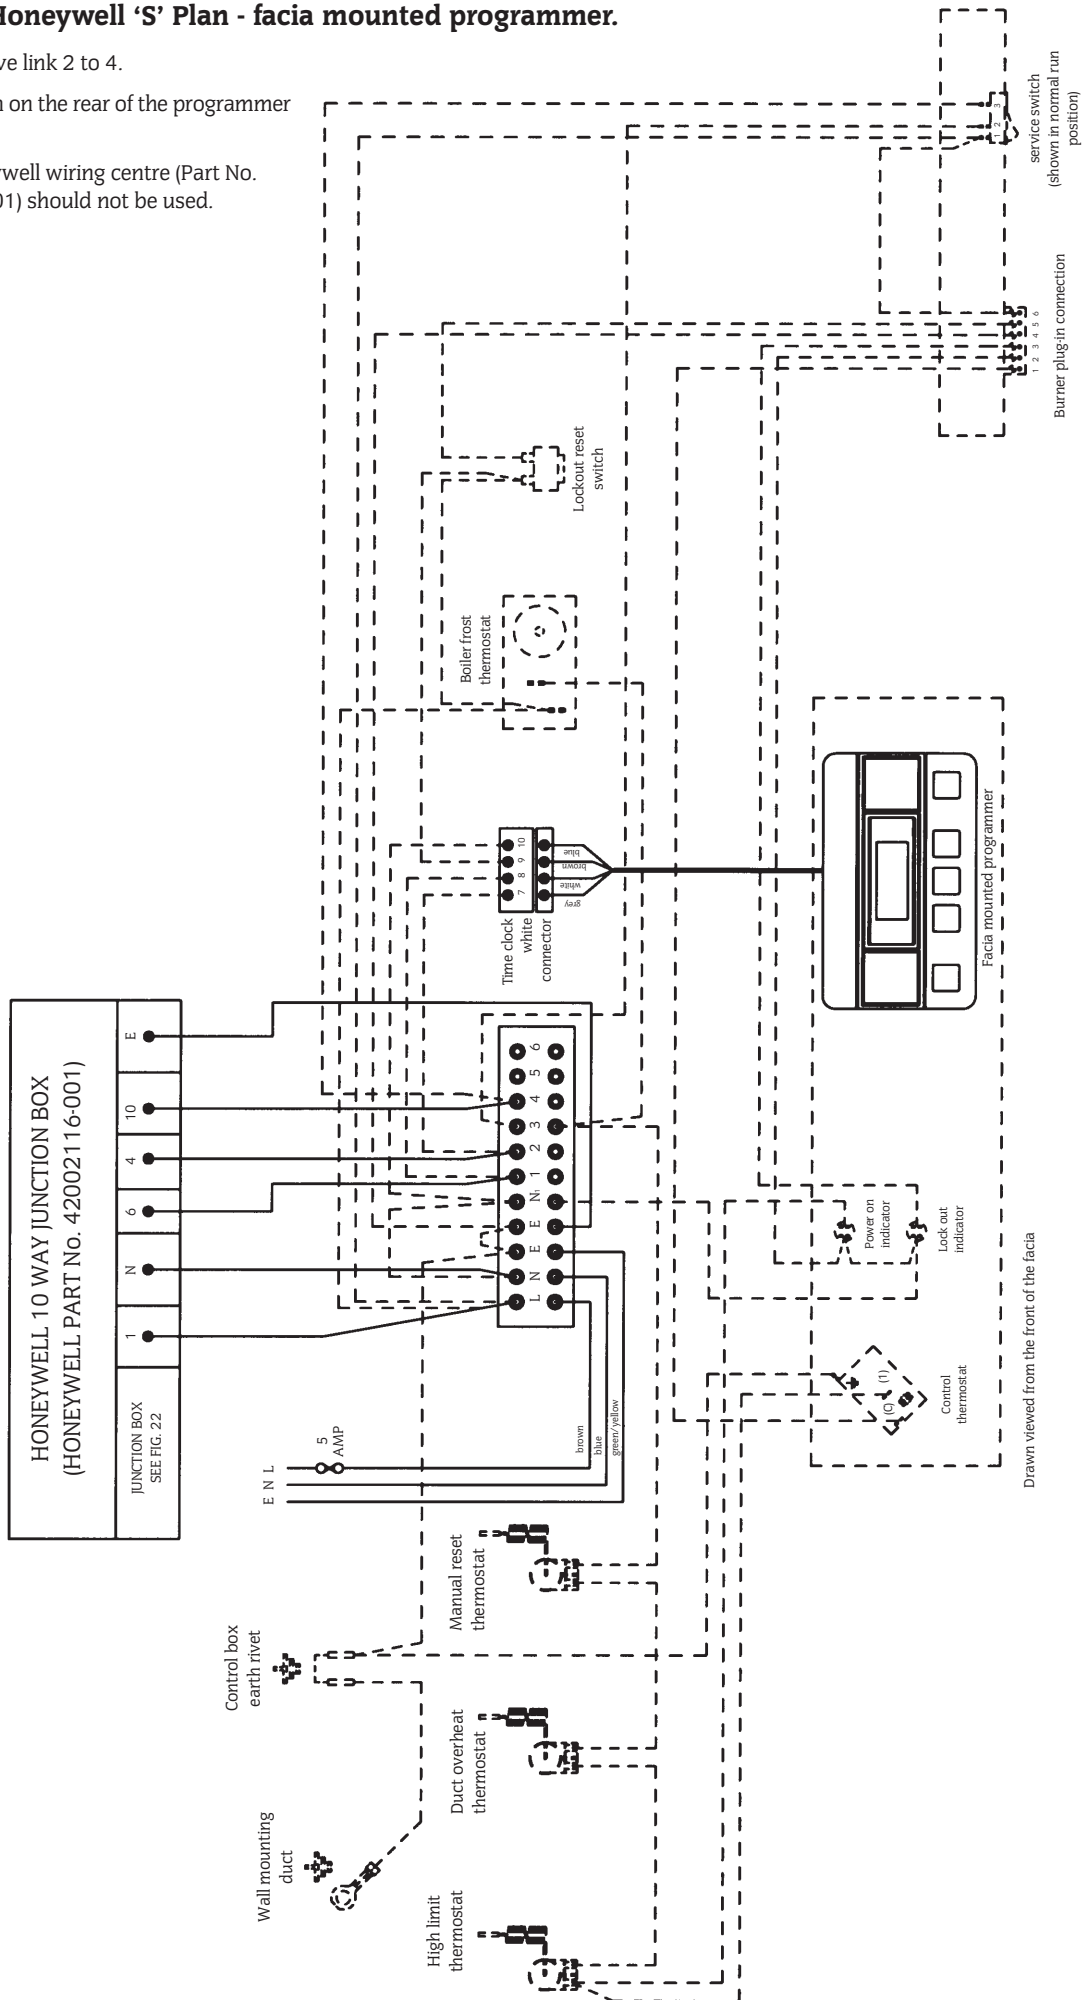 Honeywell ‘S’ Plan - facia mounted programmer.
ve link 2 to 4.
n on the rear of the programmer
ywell wiring centre (Part No.
01) should not be used.
HONEYWELL 10 WAY JUNCTION BOX
(HONEYWELL PART No. 42002116-001)
JUNCTION BOX
SEE FIG. 22
1
N
6
4
10
E
service switch
(shown in normal run
position)
1 2 3
Burner plug-in connection
1 2 3 4 5 6
Lockout reset
switch
Boiler frost
thermostat
Time clock
white
connector
7 8 9 10
grey
white
brown
blue
Facia mounted programmer
L N E E N1 1 2 3 4 5 6
5
AMP
E N L
brown
blue
green/yellow
Power on
indicator
Lock out
indicator
Control
thermostat
(C)
(1)
Drawn viewed from the front of the facia
Manual reset
thermostat
Control box
earth rivet
Duct overheat
thermostat
Wall mounting
duct
High limit
thermostat